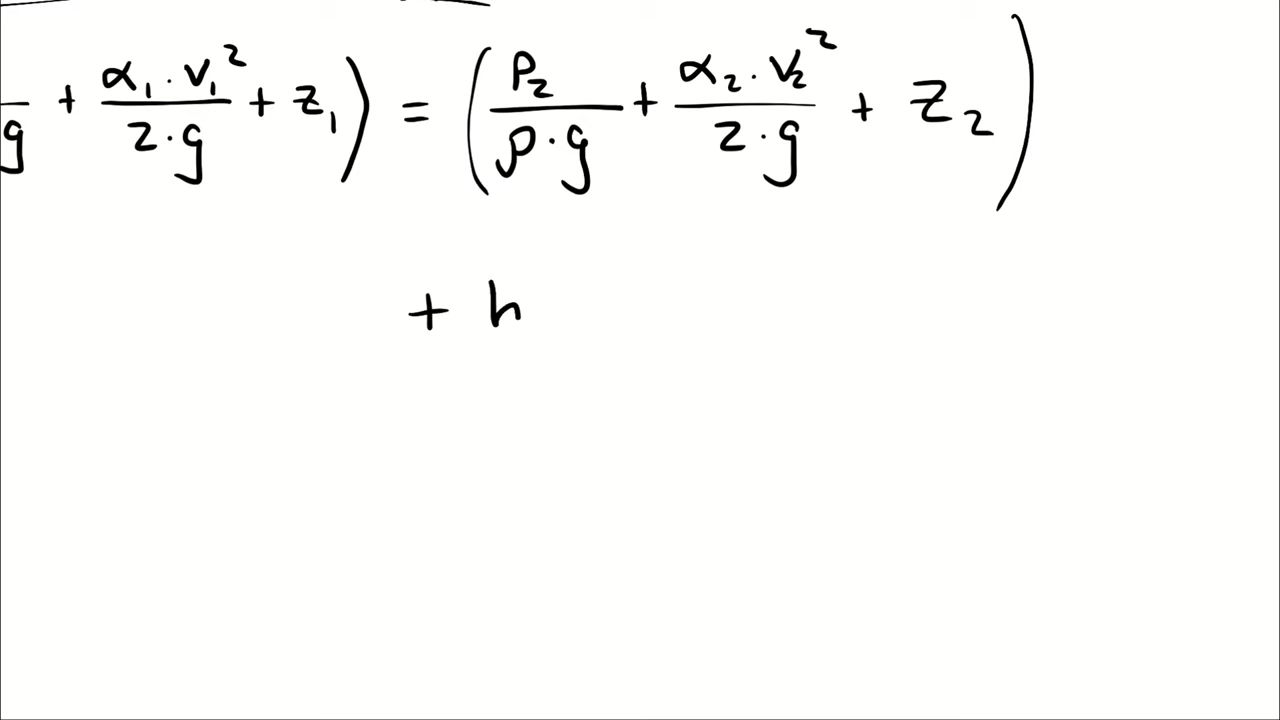 g + α₁·v₁²/2·g + z₁) = (P₂/ρ·g + α₂·v₂²/2·g + z₂)
+ h